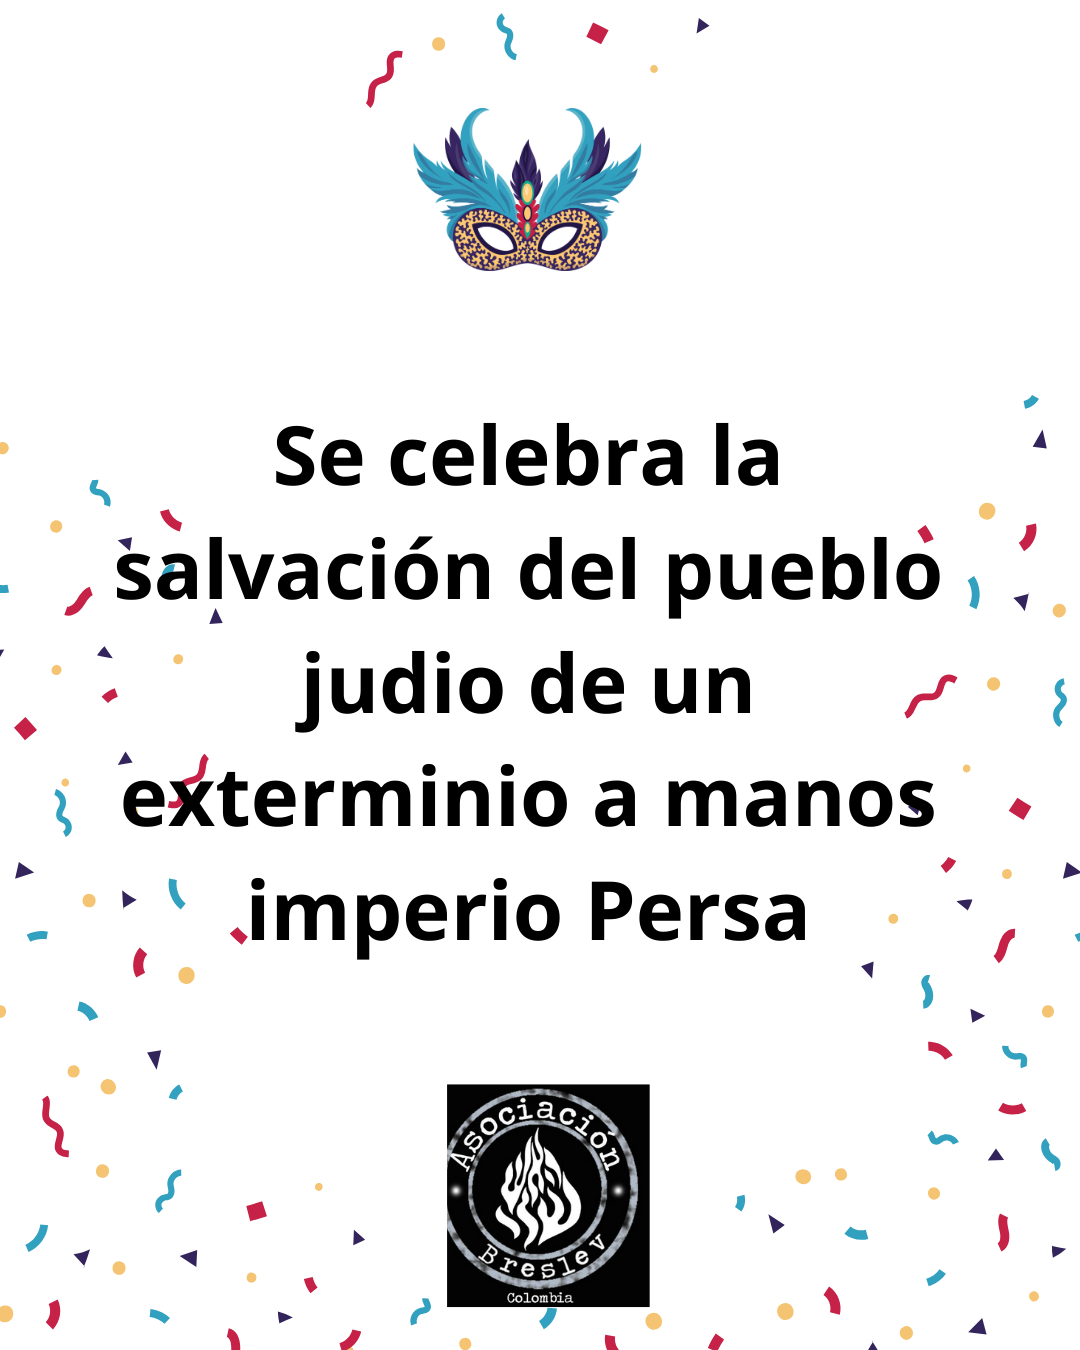 Se celebra la
salvación del pueblo
judio de un
exterminio a manos
imperio Persa
Asociación
Breslev
Colombia